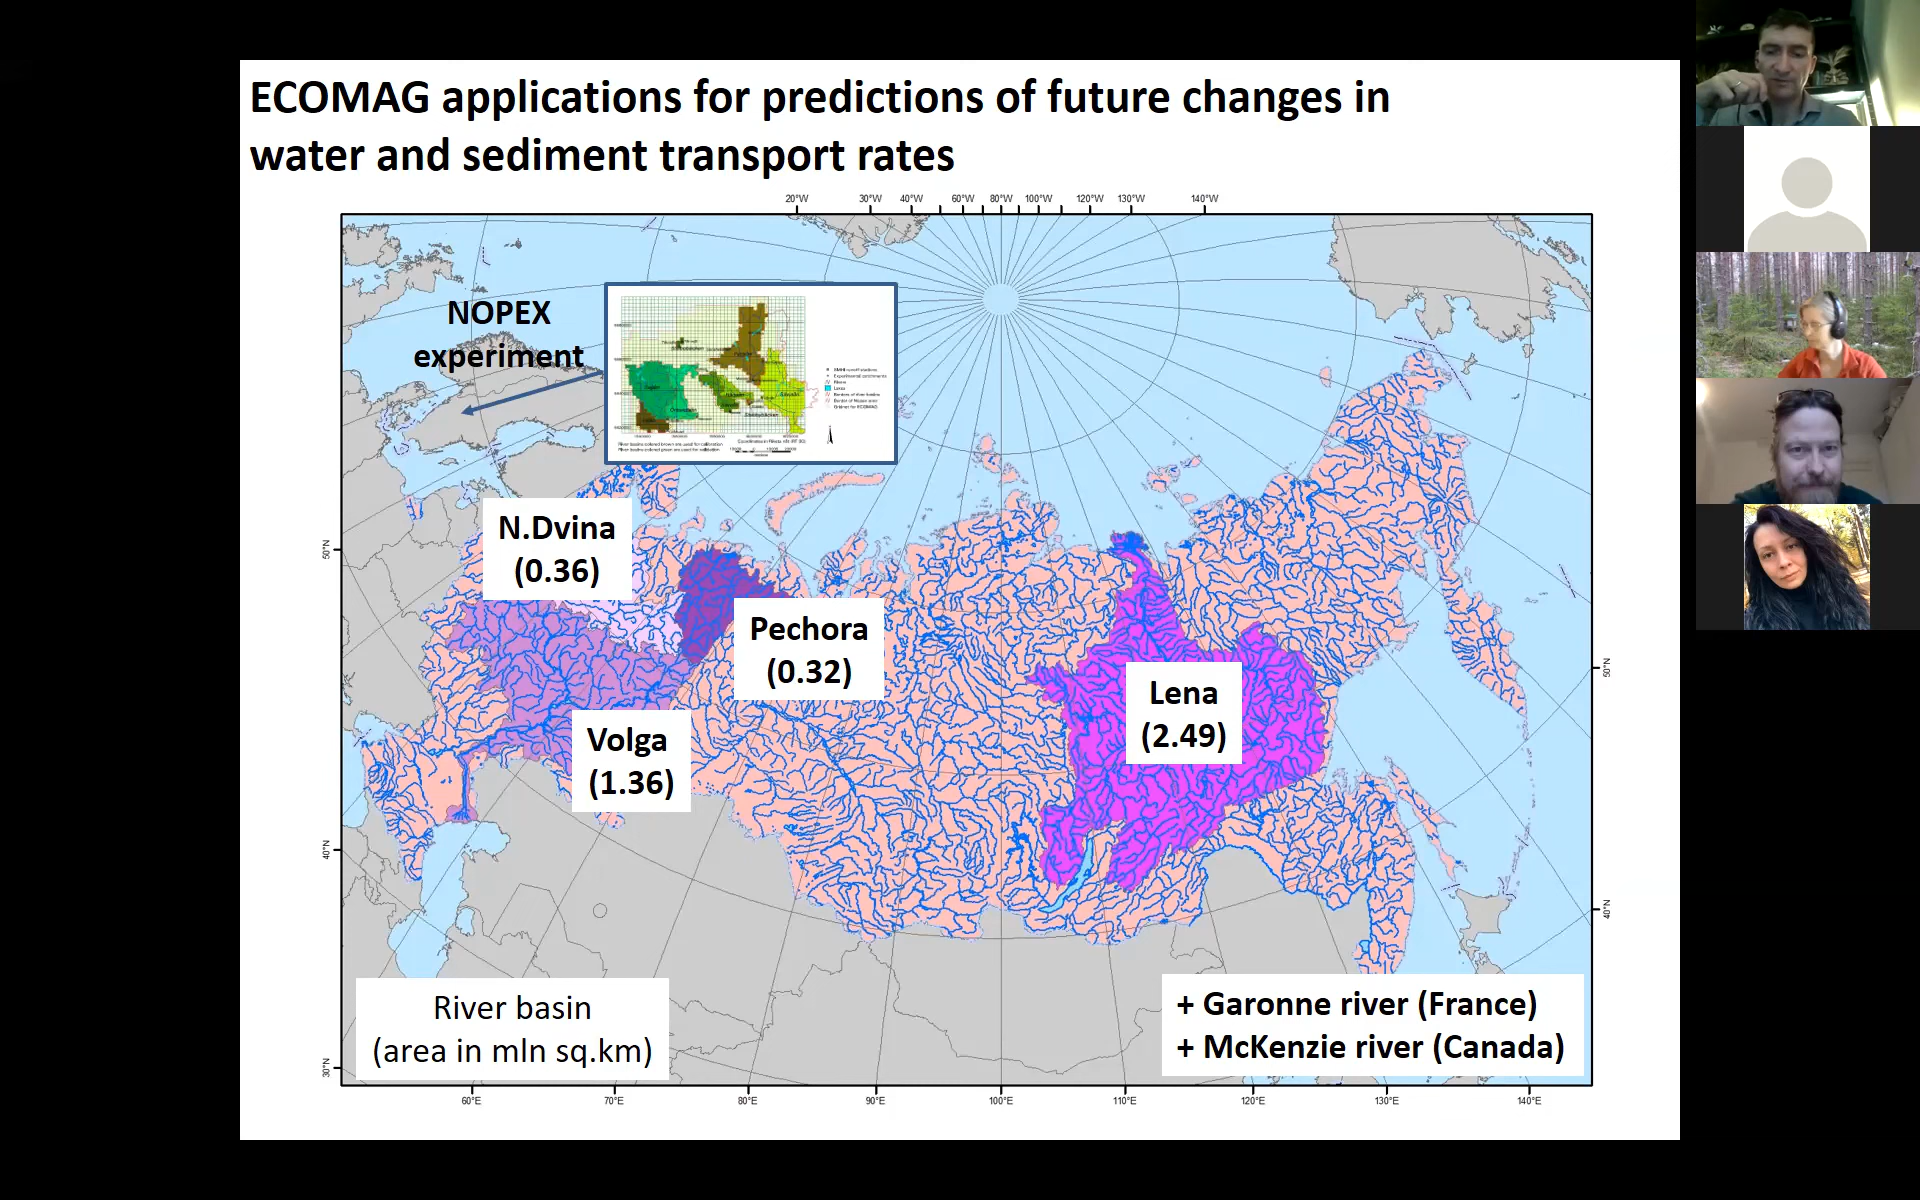 ECOMAG applications for predictions of future changes in
water and sediment transport rates
20°W 30°W 40°W 60°W 80°W 100°W 120°W 130°W 140°W
NOPEX
experiment
N.Dvina
(0.36)
Pechora
(0.32)
Volga
(1.36)
Lena
(2.49)
50°N
40°N
30°N
50°N
40°N
River basin
(area in mln sq.km)
+ Garonne river (France)
+ McKenzie river (Canada)
60°E 70°E 80°E 90°E 100°E 110°E 120°E 130°E 140°E